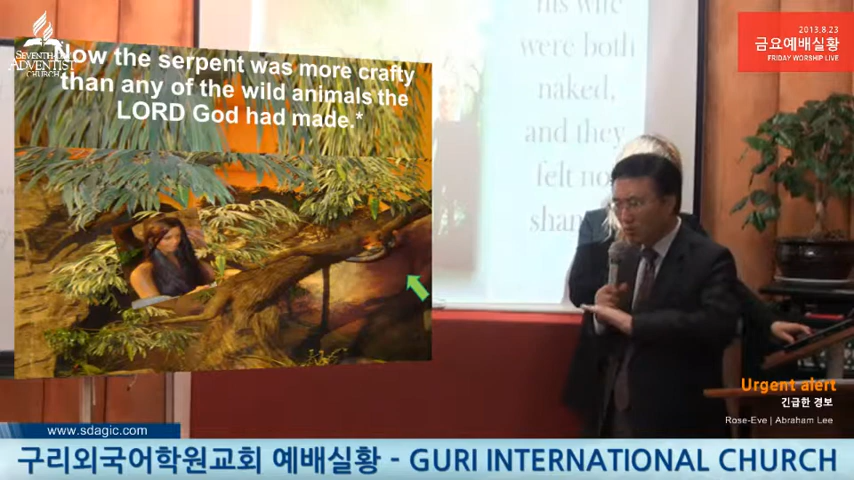 SEVENTH-DAY
ADVENTIST
CHURCH
Now the serpent was more crafty
than any of the wild animals the
LORD God had made.*
his wife
were both
naked,
and they
felt no
2013.8.23
금요예배실황
FRIDAY WORSHIP LIVE
Urgent alert
긴급한 경보
Rose-Eve | Abraham Lee
www.sdagic.com
구리외국어학원교회 예배실황 - GURI INTERNATIONAL CHURCH